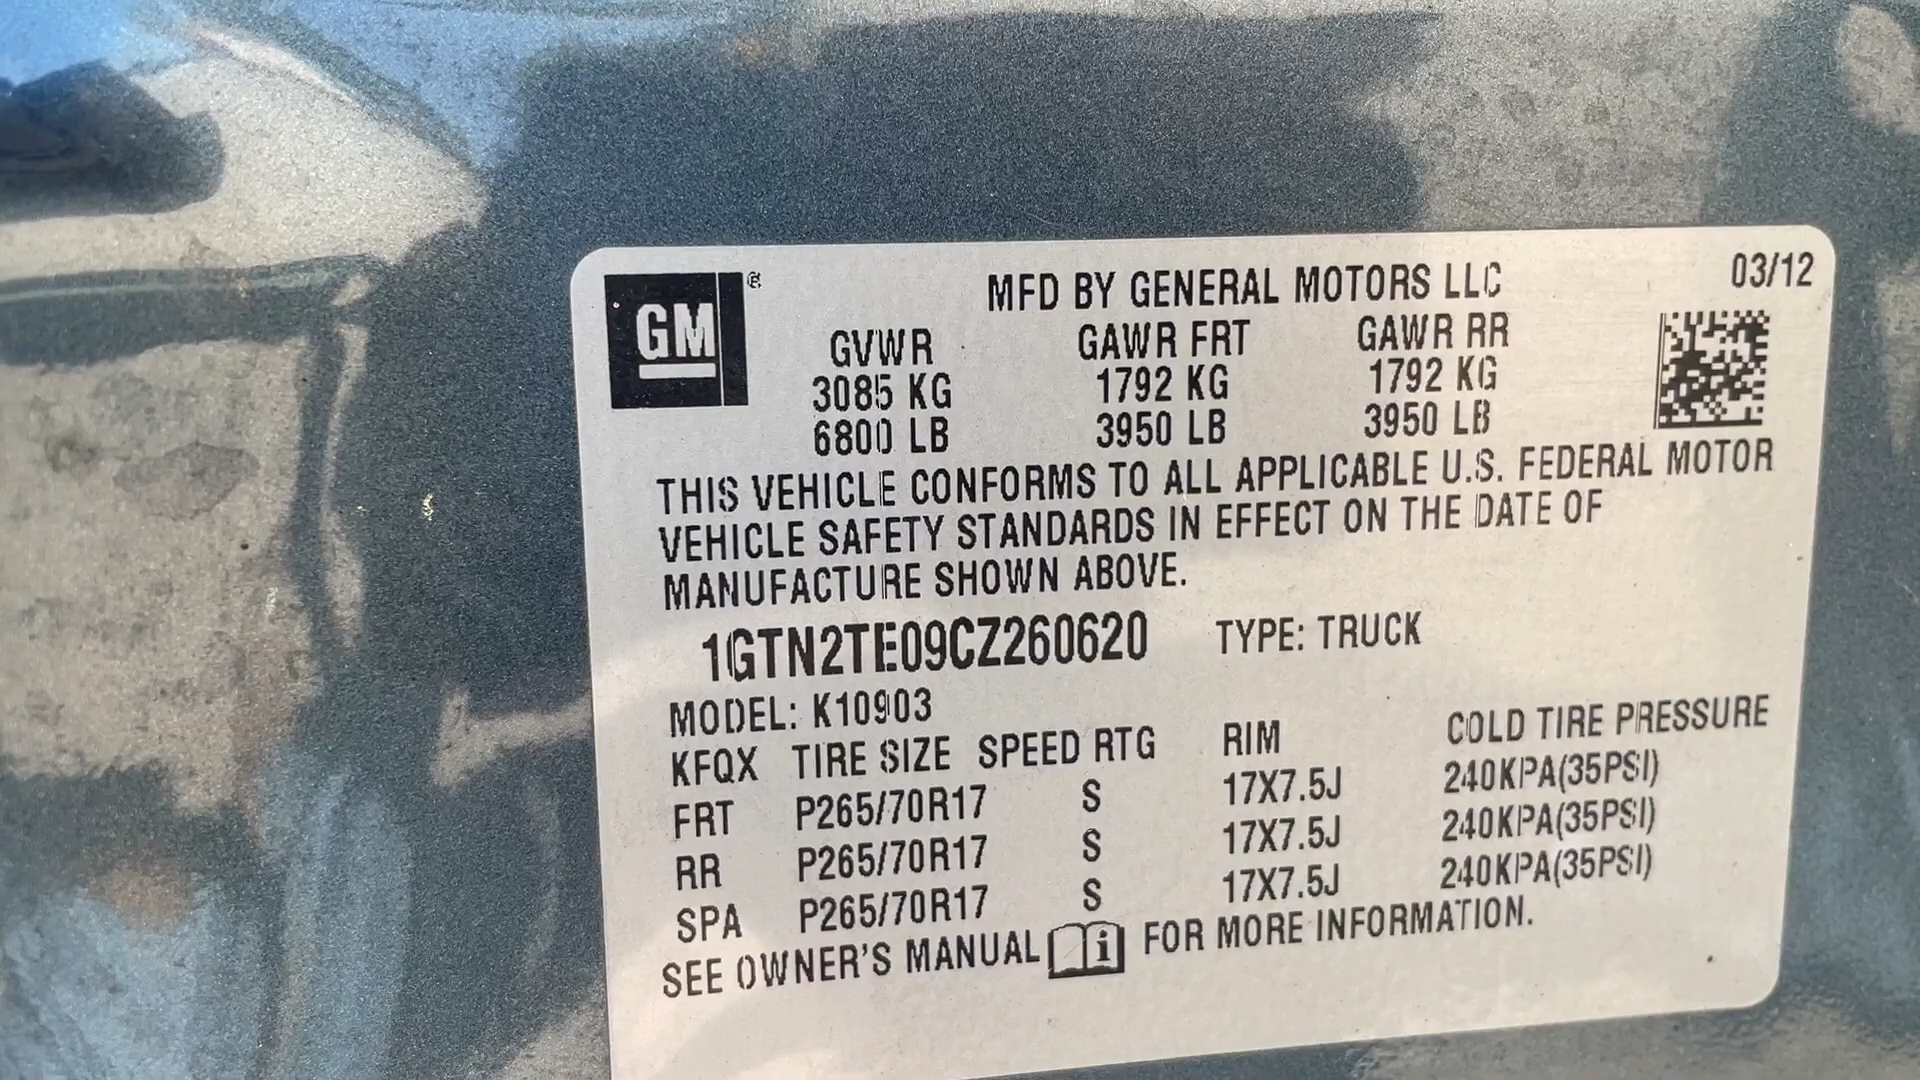 GM ® MFD BY GENERAL MOTORS LLC 03/12
GVWR GAWR FRT GAWR RR
3085 KG 1792 KG 1792 KG
6800 LB 3950 LB 3950 LB
THIS VEHICLE CONFORMS TO ALL APPLICABLE U.S. FEDERAL MOTOR
VEHICLE SAFETY STANDARDS IN EFFECT ON THE DATE OF
MANUFACTURE SHOWN ABOVE.
1GTN2TE09CZ260620 TYPE: TRUCK
MODEL: K10903
KFQX TIRE SIZE SPEED RTG RIM COLD TIRE PRESSURE
FRT P265/70R17 S 17X7.5J 240KPA(35PSI)
RR P265/70R17 S 17X7.5J 240KPA(35PSI)
SPA P265/70R17 S 17X7.5J 240KPA(35PSI)
SEE OWNER'S MANUAL i FOR MORE INFORMATION.